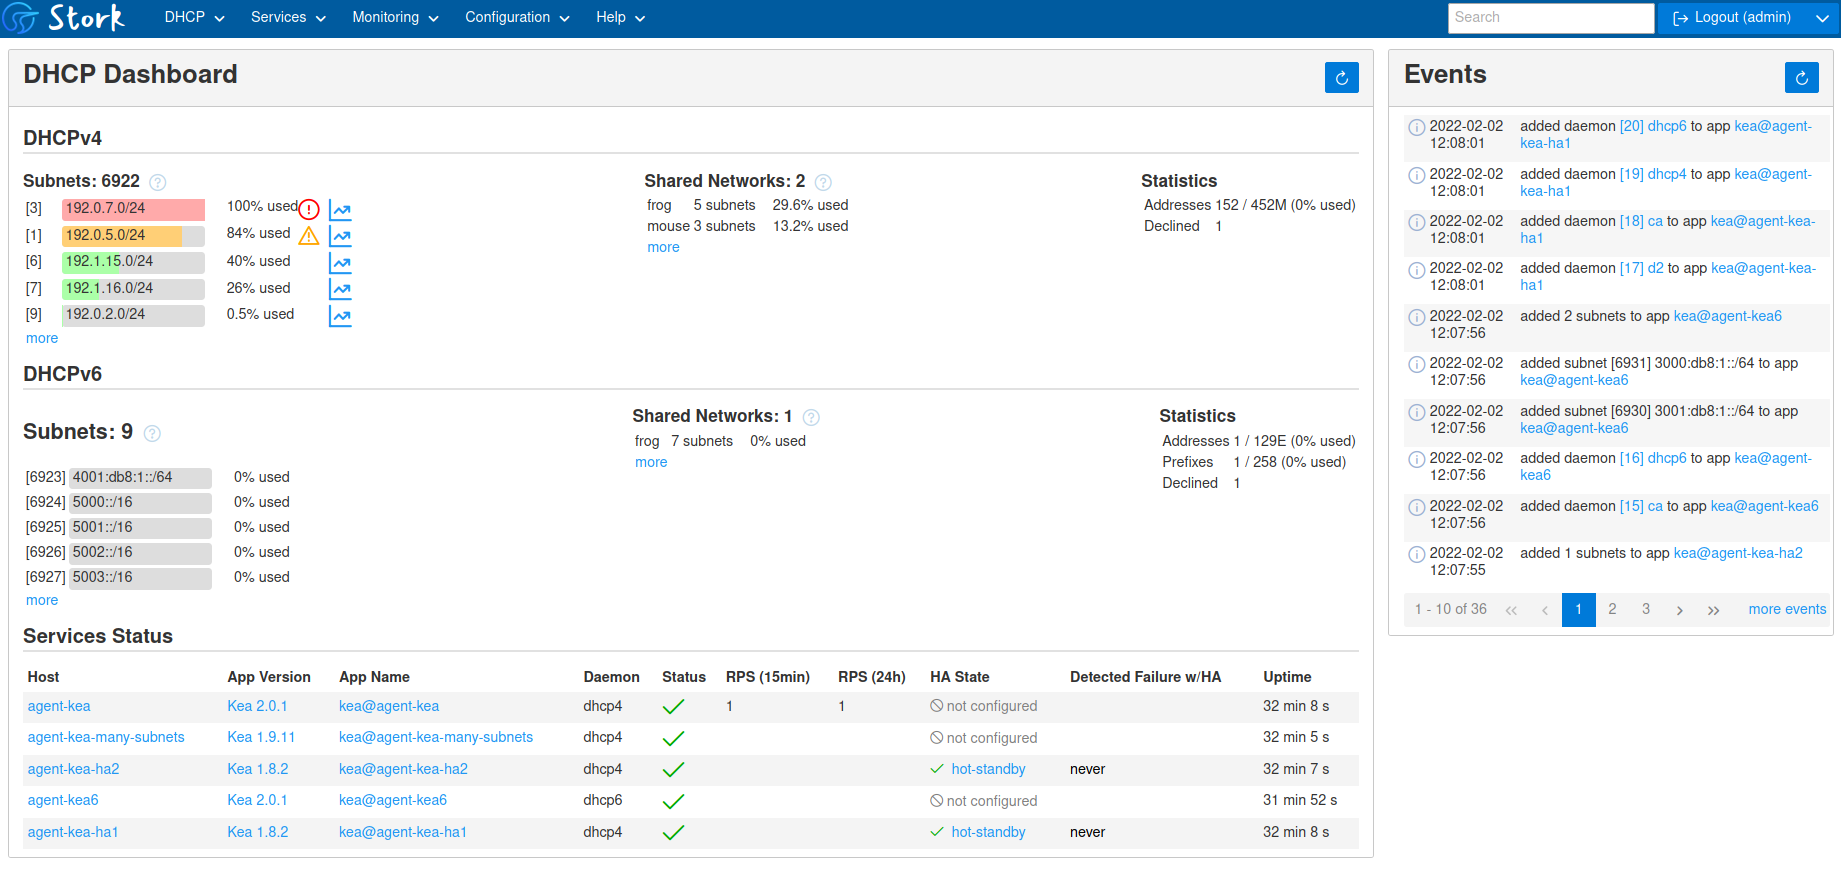 Stork DHCP Services Monitoring Configuration Help Search Logout (admin)
DHCP Dashboard
DHCPv4
Subnets: 6922
[3] 192.0.7.0/24 100% used
[1] 192.0.5.0/24 84% used
[6] 192.1.15.0/24 40% used
[7] 192.1.16.0/24 26% used
[9] 192.0.2.0/24 0.5% used
more
Shared Networks: 2
frog 5 subnets 29.6% used
mouse 3 subnets 13.2% used
more
Statistics
Addresses 152 / 452M (0% used)
Declined 1
DHCPv6
Subnets: 9
[6923] 4001:db8:1::/64 0% used
[6924] 5000::/16 0% used
[6925] 5001::/16 0% used
[6926] 5002::/16 0% used
[6927] 5003::/16 0% used
more
Shared Networks: 1
frog 7 subnets 0% used
more
Statistics
Addresses 1 / 129E (0% used)
Prefixes 1 / 258 (0% used)
Declined 1
Services Status
Host App Version App Name Daemon Status RPS (15min) RPS (24h) HA State Detected Failure w/HA Uptime
agent-kea Kea 2.0.1 kea@agent-kea dhcp4 1 1 not configured 32 min 8 s
agent-kea-many-subnets Kea 1.9.11 kea@agent-kea-many-subnets dhcp4 not configured 32 min 5 s
agent-kea-ha2 Kea 1.8.2 kea@agent-kea-ha2 dhcp4 hot-standby never 32 min 7 s
agent-kea6 Kea 2.0.1 kea@agent-kea6 dhcp6 not configured 31 min 52 s
agent-kea-ha1 Kea 1.8.2 kea@agent-kea-ha1 dhcp4 hot-standby never 32 min 8 s
Events
2022-02-02 added daemon [20] dhcp6 to app kea@agent-
12:08:01 kea-ha1
2022-02-02 added daemon [19] dhcp4 to app kea@agent-
12:08:01 kea-ha1
2022-02-02 added daemon [18] ca to app kea@agent-kea-
12:08:01 ha1
2022-02-02 added daemon [17] d2 to app kea@agent-kea-
12:08:01 ha1
2022-02-02 added 2 subnets to app kea@agent-kea6
12:07:56
2022-02-02 added subnet [6931] 3000:db8:1::/64 to app
12:07:56 kea@agent-kea6
2022-02-02 added subnet [6930] 3001:db8:1::/64 to app
12:07:56 kea@agent-kea6
2022-02-02 added daemon [16] dhcp6 to app kea@agent-
12:07:56 kea6
2022-02-02 added daemon [15] ca to app kea@agent-kea6
12:07:56
2022-02-02 added 1 subnets to app kea@agent-kea-ha2
12:07:55
1 - 10 of 36 « ‹ 1 2 3 › » more events